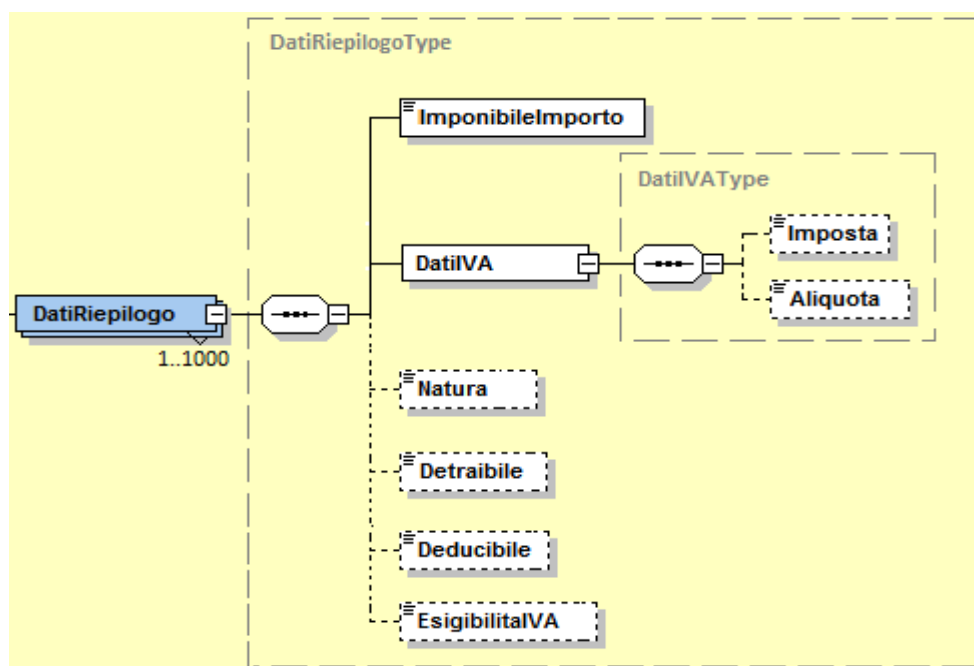 DatiRiepilogoType
ImponibileImporto
DatiIVAType
Imposta
DatiIVA
Aliquota
DatiRiepilogo
1..1000
Natura
Detraibile
Deducibile
EsigibilitaIVA